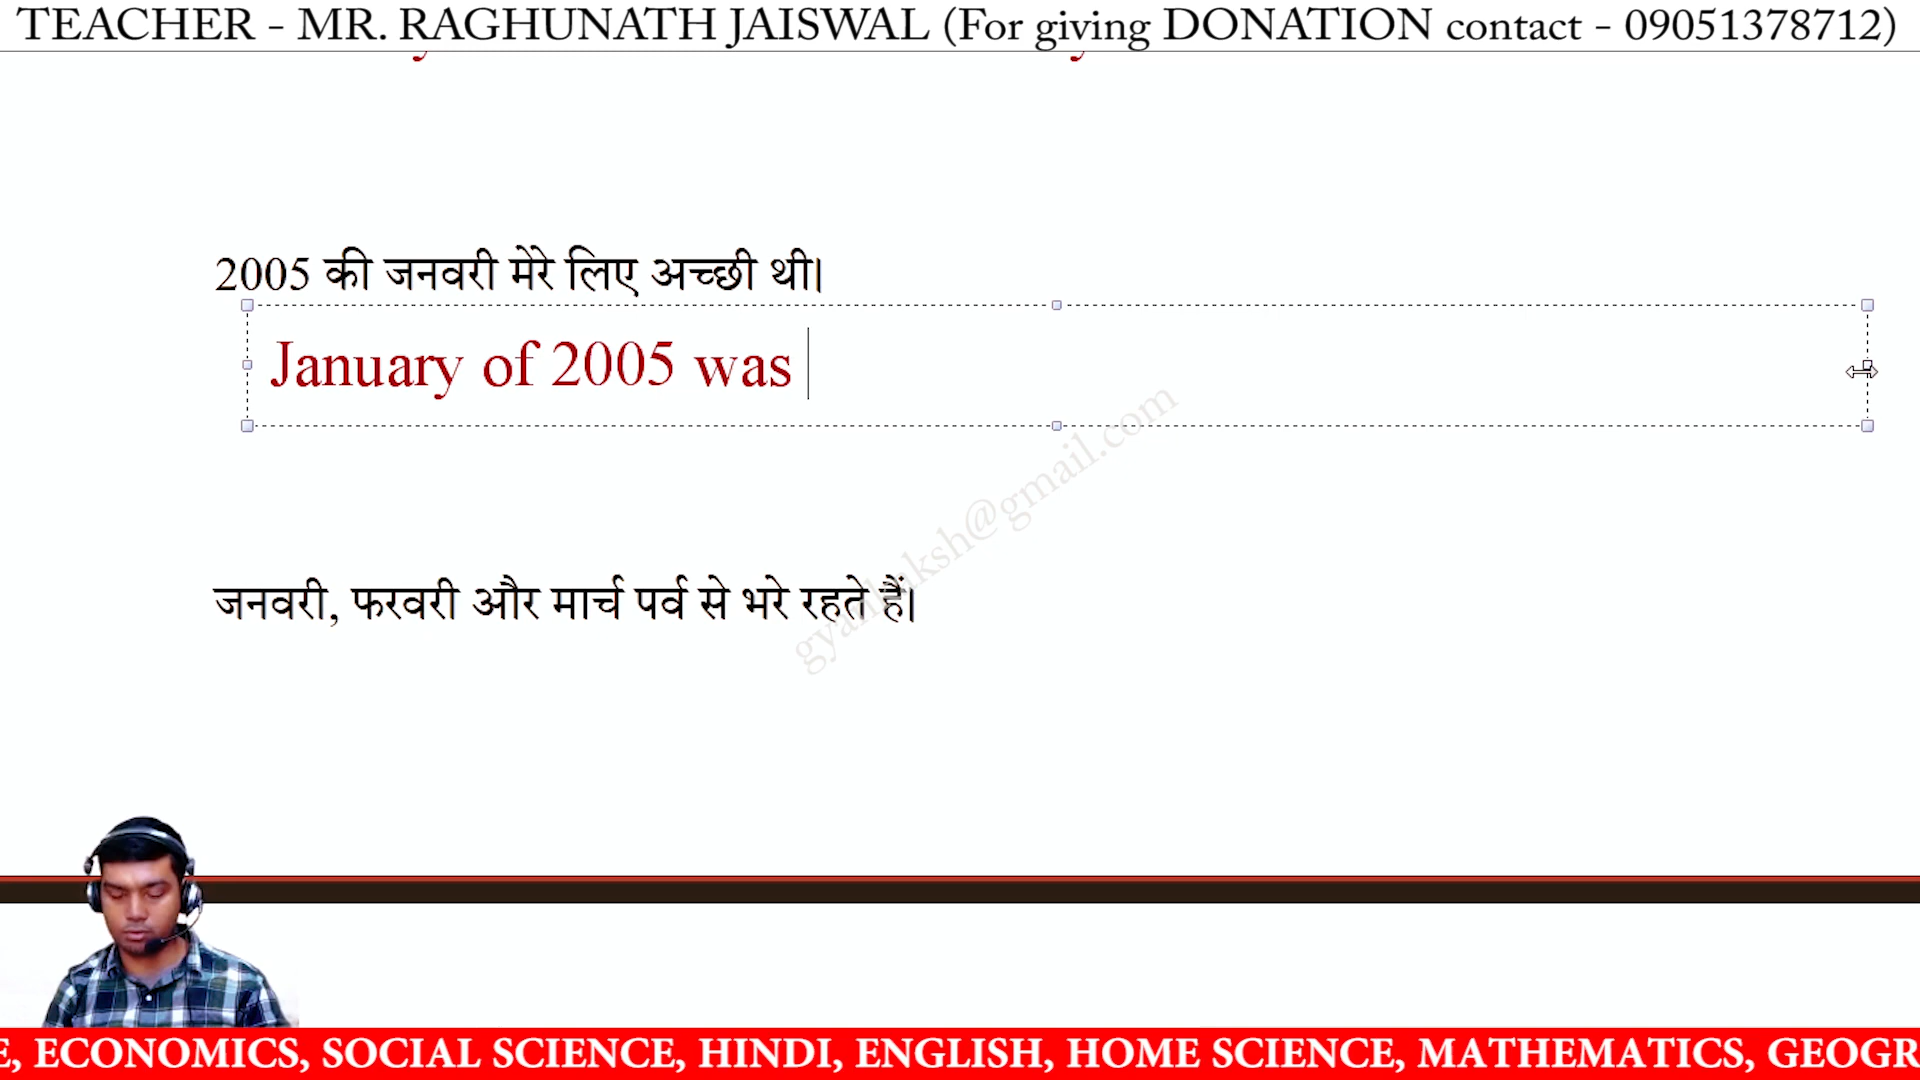 TEACHER - MR. RAGHUNATH JAISWAL (For giving DONATION contact - 09051378712)
2005 की जनवरी मेरे लिए अच्छी थी।
January of 2005 was
जनवरी, फरवरी और मार्च पर्व से भरे रहते हैं।
E, ECONOMICS, SOCIAL SCIENCE, HINDI, ENGLISH, HOME SCIENCE, MATHEMATICS, GEOGR